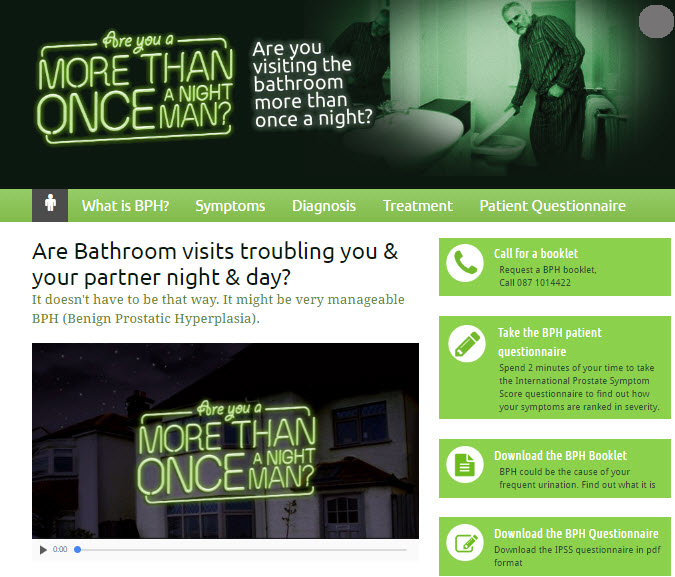 Are you a
MORE THAN
ONCE A NIGHT
MAN?
Are you
visiting the
bathroom
more than
once a night?
What is BPH?
Symptoms
Diagnosis
Treatment
Patient Questionnaire
Are Bathroom visits troubling you &
your partner night & day?
It doesn't have to be that way. It might be very manageable
BPH (Benign Prostatic Hyperplasia).
Are you a
MORE THAN
ONCE A NIGHT
MAN?
0:00
Call for a booklet
Request a BPH booklet,
Call 087 1014422
Take the BPH patient
questionnaire
Spend 2 minutes of your time to take
the International Prostate Symptom
Score questionnaire to find out how
your symptoms are ranked in severity.
Download the BPH Booklet
BPH could be the cause of your
frequent urination. Find out what it is
Download the BPH Questionnaire
Download the IPSS questionnaire in pdf
format